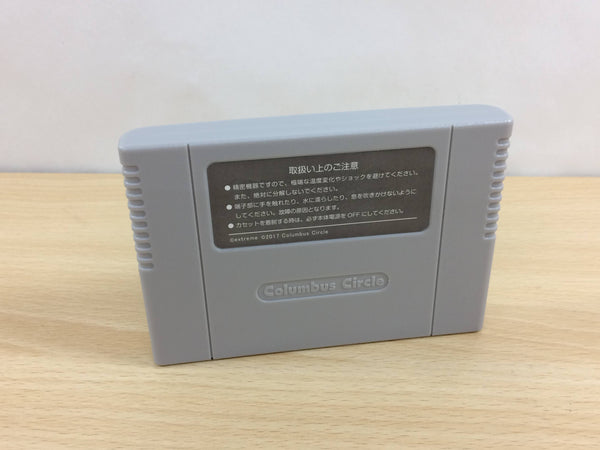 取扱い上のご注意
●精密機器ですので、極端な温度変化やショックを避けてください。
また、絶対に分解しないでください。
●端子部に手を触れたり、水に濡らしたり、息を吹きかけないように
してください。故障の原因となります。
●カセットを着脱する時は、必ず本体電源をOFFにしてください。
©extreme ©2017 Columbus Circle
Columbus Circle